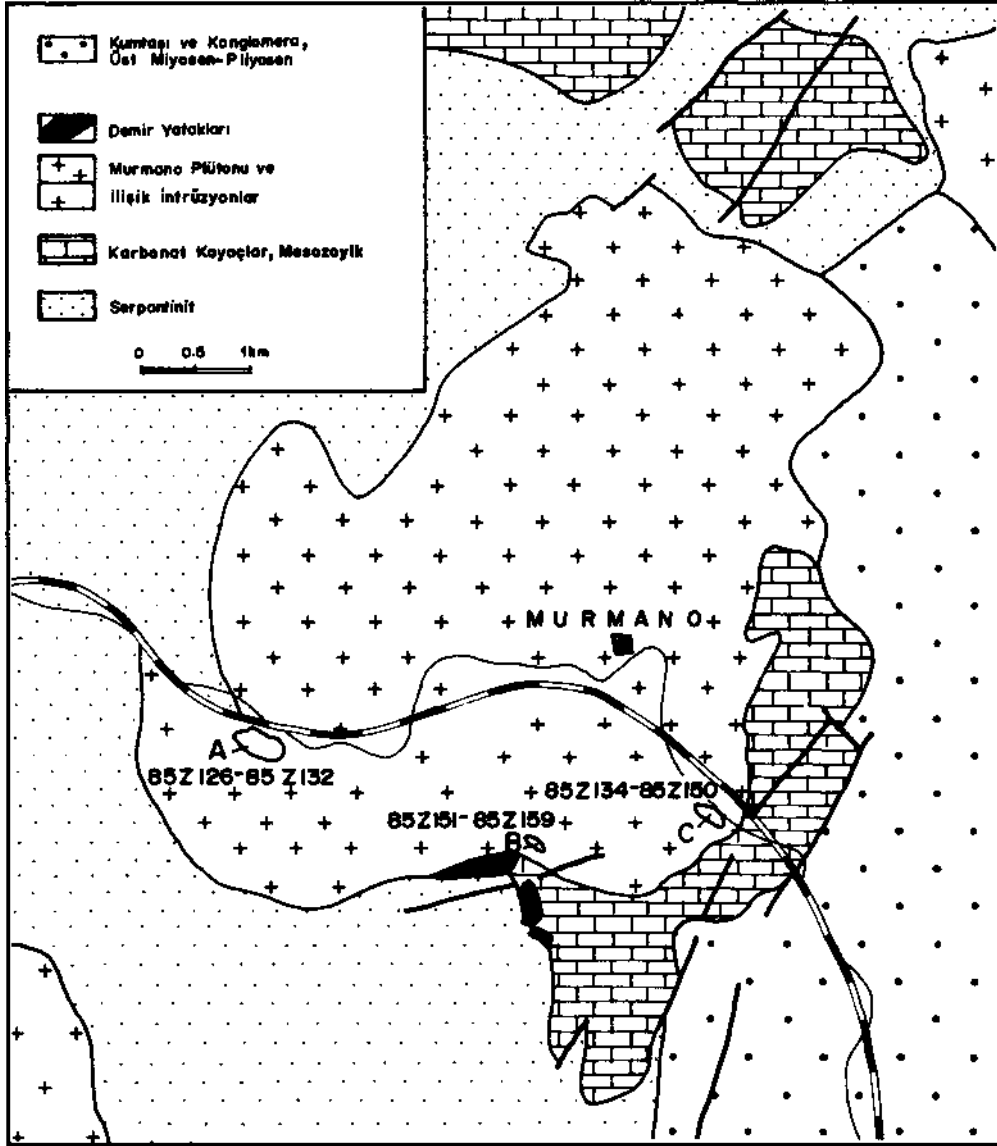 Kumtaşı ve Konglomera,
Üst Miyosen-Pliyosen
Demir Yatakları
Murmano Plütonu ve
İlişik İntrüzyonlar
Karbonat Kayaçlar, Mesozoyik
Serpantinit
0 0.5 1km
MURMANO
A
85Z126-85Z132
85Z134-85Z150
85Z151-85Z159
B
C